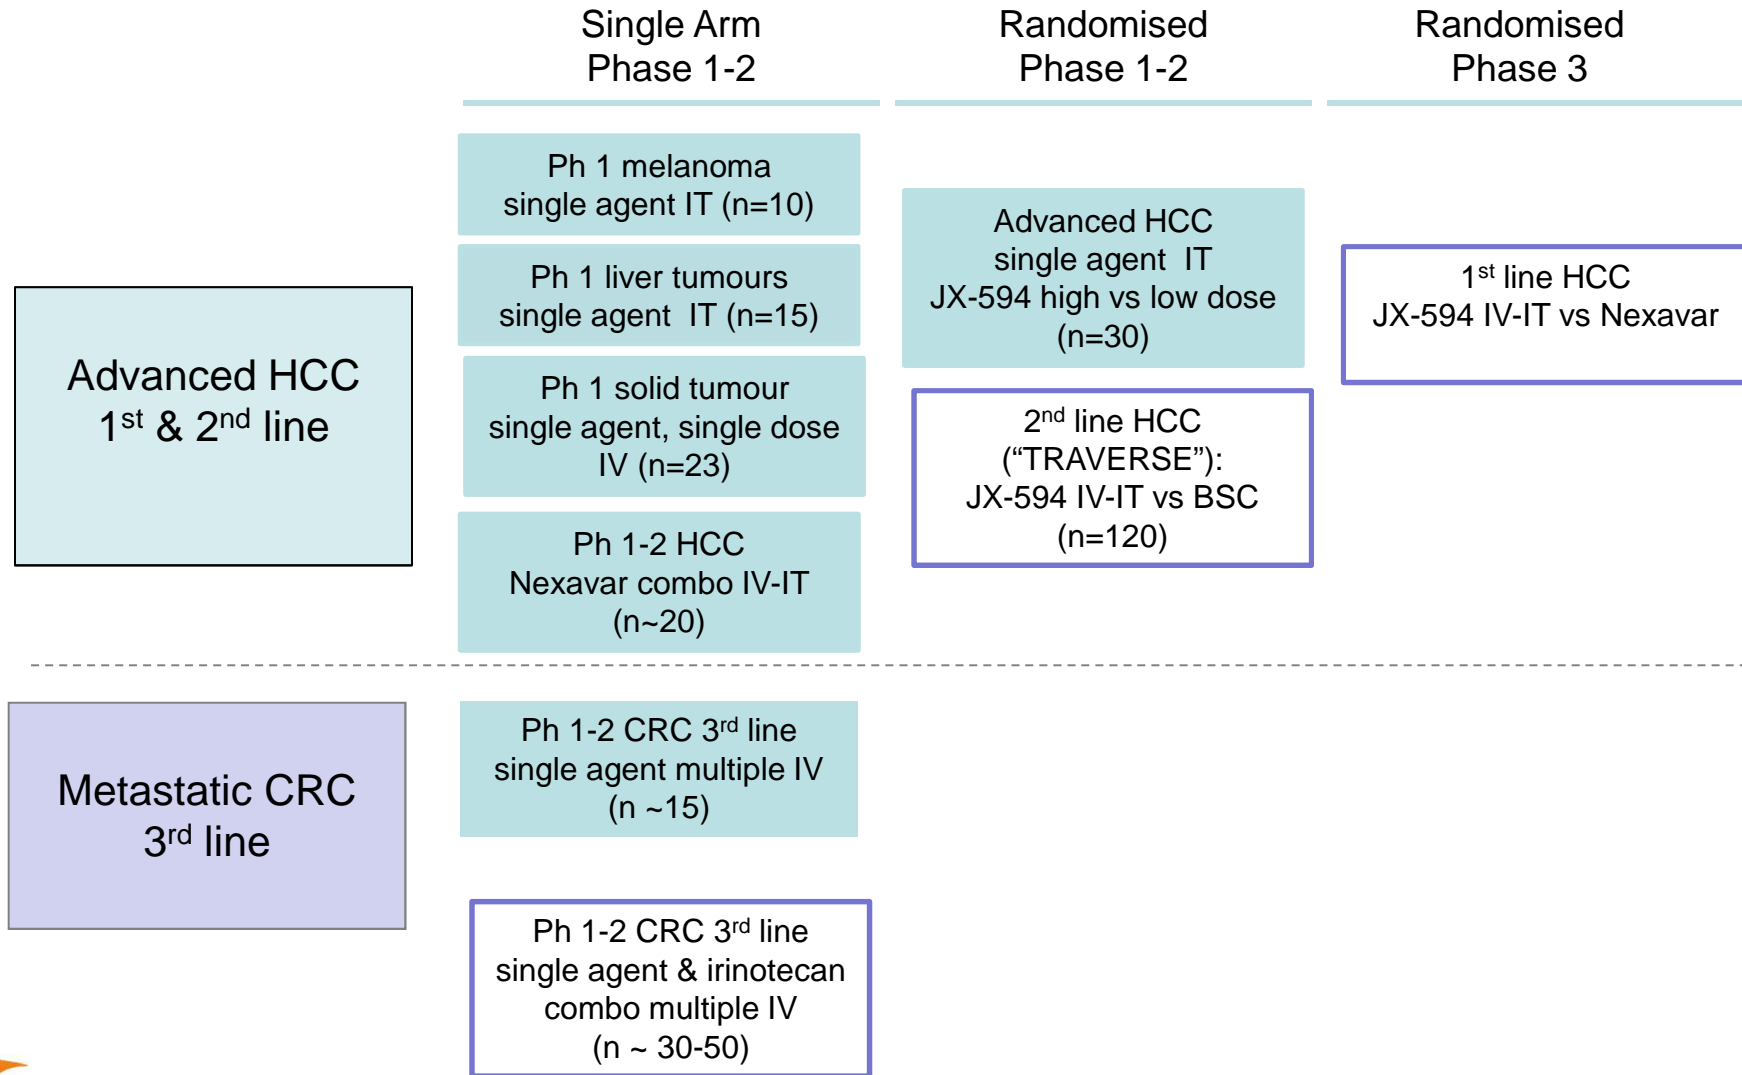 Single Arm
Phase 1-2
Randomised
Phase 1-2
Randomised
Phase 3
Advanced HCC
1st & 2nd line
Ph 1 melanoma
single agent IT (n=10)
Ph 1 liver tumours
single agent IT (n=15)
Ph 1 solid tumour
single agent, single dose
IV (n=23)
Ph 1-2 HCC
Nexavar combo IV-IT
(n~20)
Advanced HCC
single agent IT
JX-594 high vs low dose
(n=30)
2nd line HCC
(“TRAVERSE”):
JX-594 IV-IT vs BSC
(n=120)
1st line HCC
JX-594 IV-IT vs Nexavar
Metastatic CRC
3rd line
Ph 1-2 CRC 3rd line
single agent multiple IV
(n ~15)
Ph 1-2 CRC 3rd line
single agent & irinotecan
combo multiple IV
(n ~ 30-50)